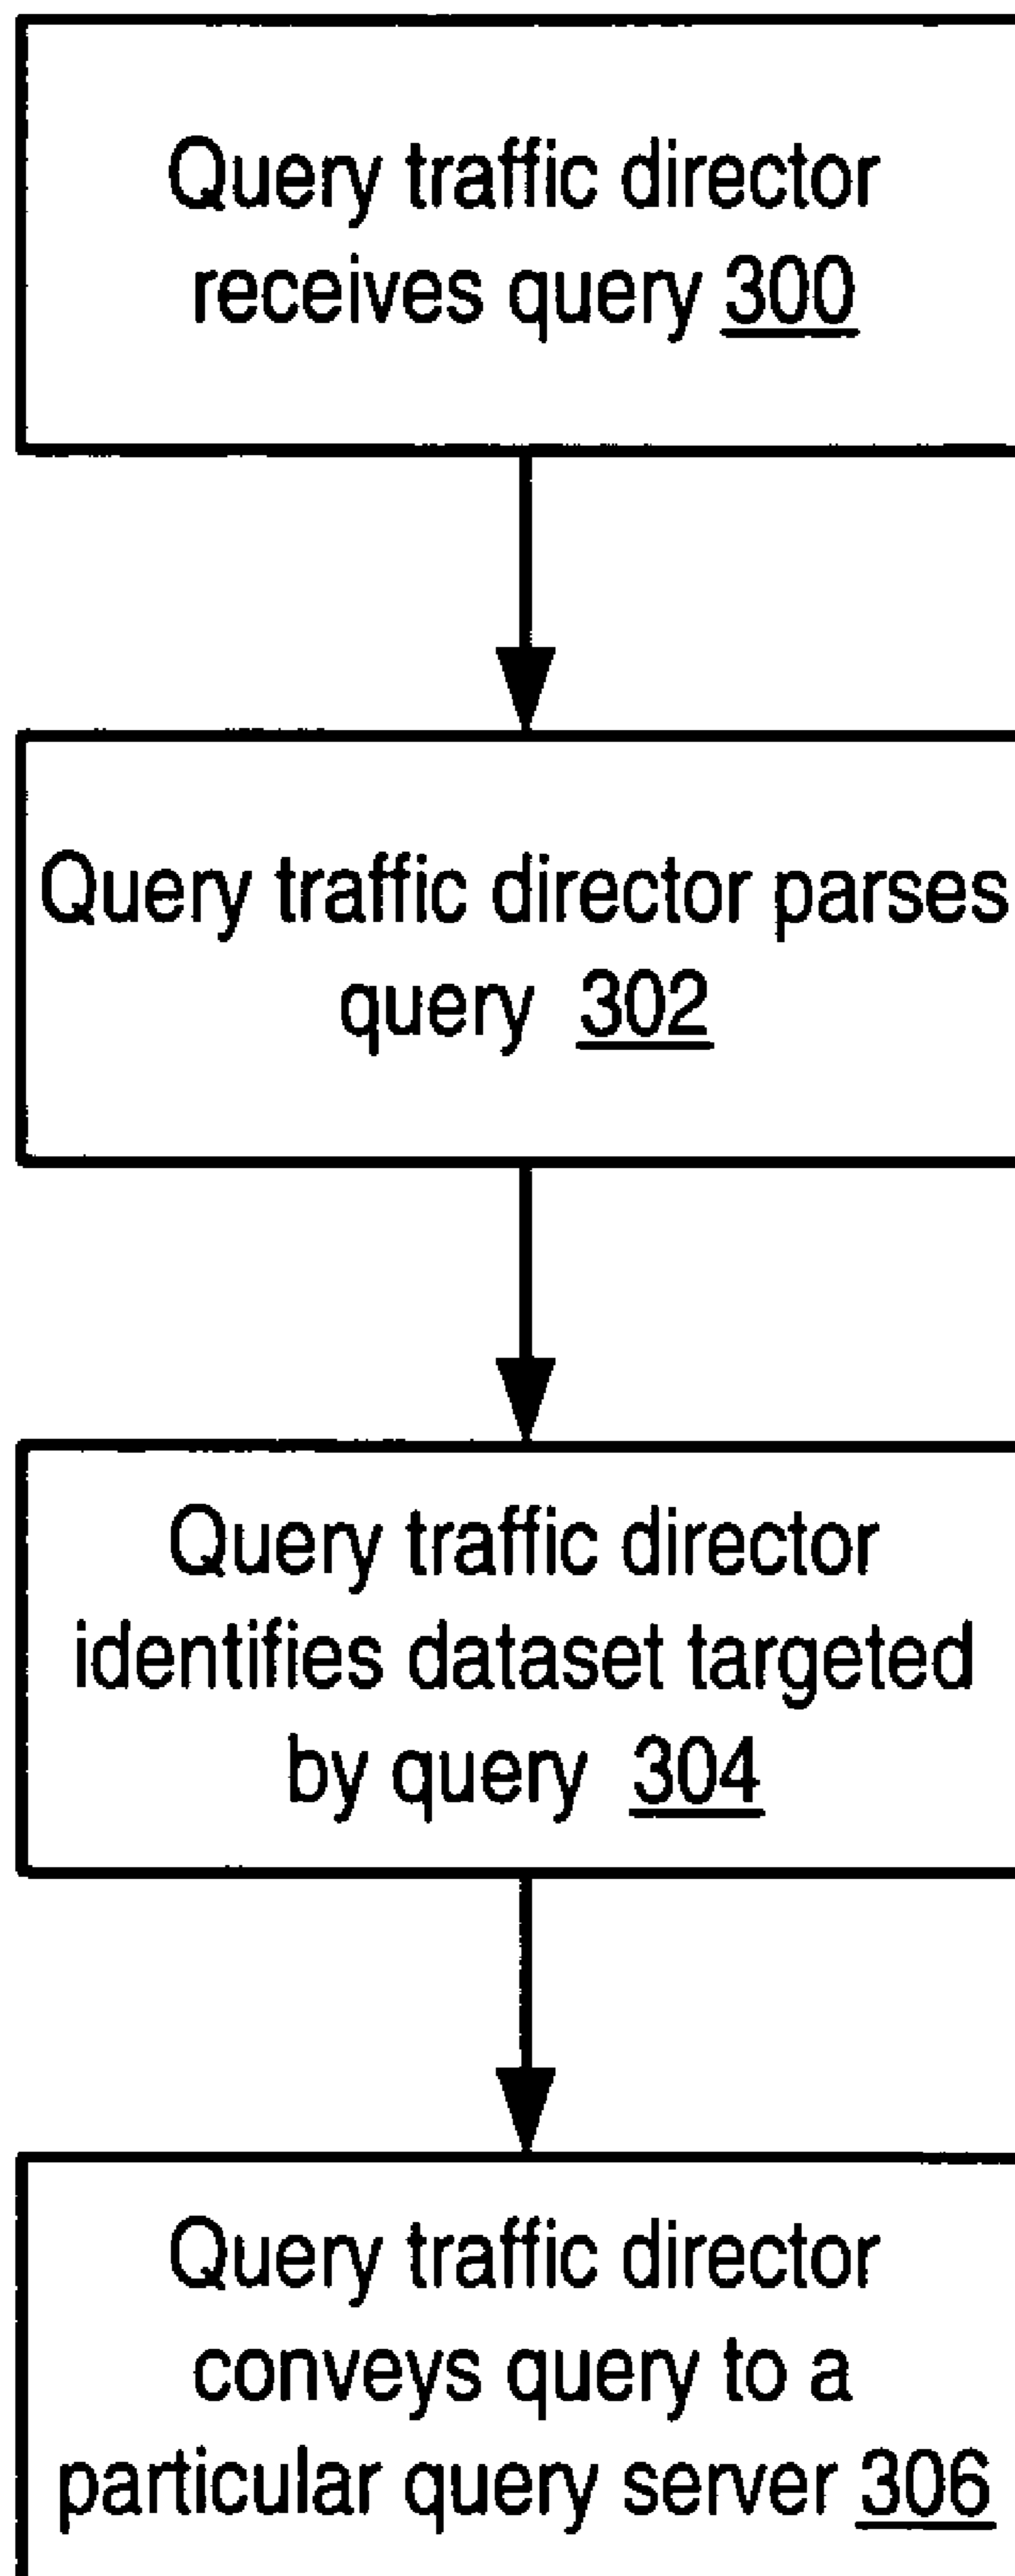 Query traffic director
receives query 300
Query traffic director parses
query 302
Query traffic director
identifies dataset targeted
by query 304
Query traffic director
conveys query to a
particular query server 306